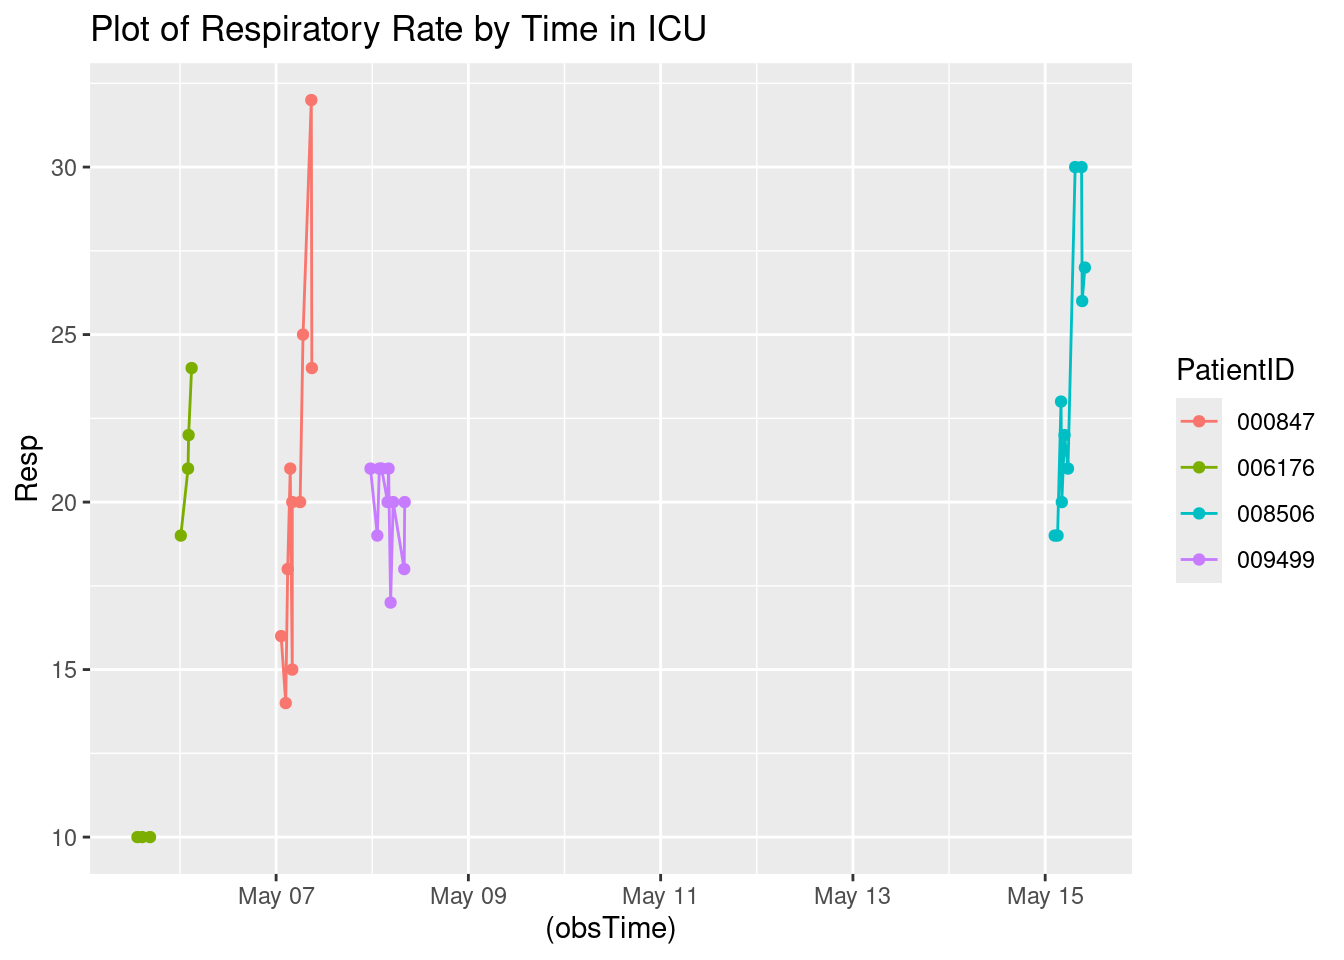 Plot of Respiratory Rate by Time in ICU
30
25
20
15
10
Resp
May 07
May 09
May 11
May 13
May 15
(obsTime)
PatientID
000847
006176
008506
009499